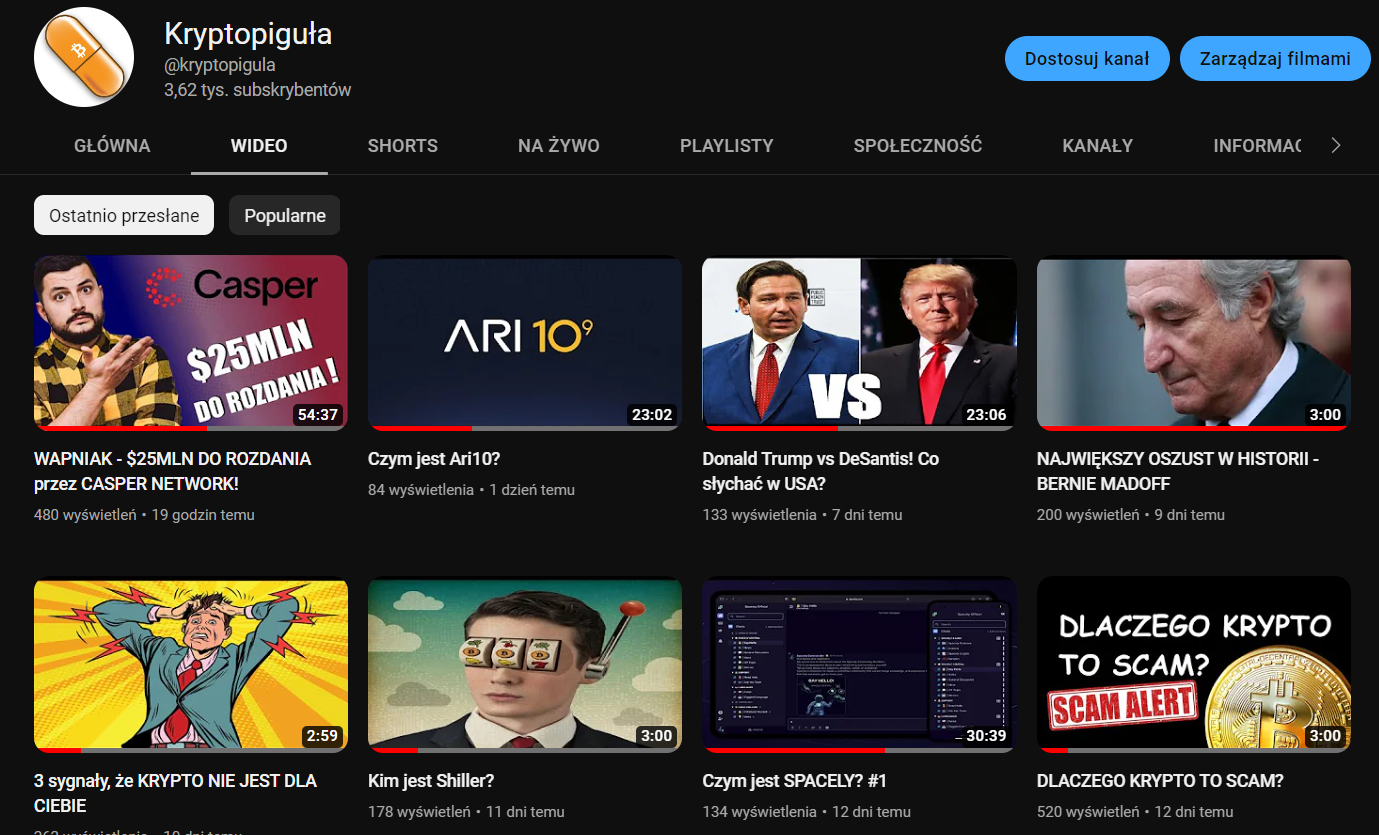 Kryptopiguła
@kryptopigula
3,62 tys. subskrybentów
Dostosuj kanał
Zarządzaj filmami
GŁÓWNA
WIDEO
SHORTS
NA ŻYWO
PLAYLISTY
SPOŁECZNOŚĆ
KANAŁY
INFORMAC
Ostatnio przesłane
Popularne
Casper
$25MLN
DO ROZDANIA!
54:37
ARI 10⁹
23:02
VS
23:06
3:00
WAPNIAK - $25MLN DO ROZDANIA
przez CASPER NETWORK!
480 wyświetleń • 19 godzin temu
Czym jest Ari10?
84 wyświetlenia • 1 dzień temu
Donald Trump vs DeSantis! Co
słychać w USA?
133 wyświetlenia • 7 dni temu
NAJWIĘKSZY OSZUST W HISTORII -
BERNIE MADOFF
200 wyświetleń • 9 dni temu
2:59
3:00
SAY HELLO!
30:39
DLACZEGO KRYPTO
TO SCAM?
SCAM ALERT
3:00
3 sygnały, że KRYPTO NIE JEST DLA
CIEBIE
Kim jest Shiller?
178 wyświetleń • 11 dni temu
Czym jest SPACELY? #1
134 wyświetlenia • 12 dni temu
DLACZEGO KRYPTO TO SCAM?
520 wyświetleń • 12 dni temu